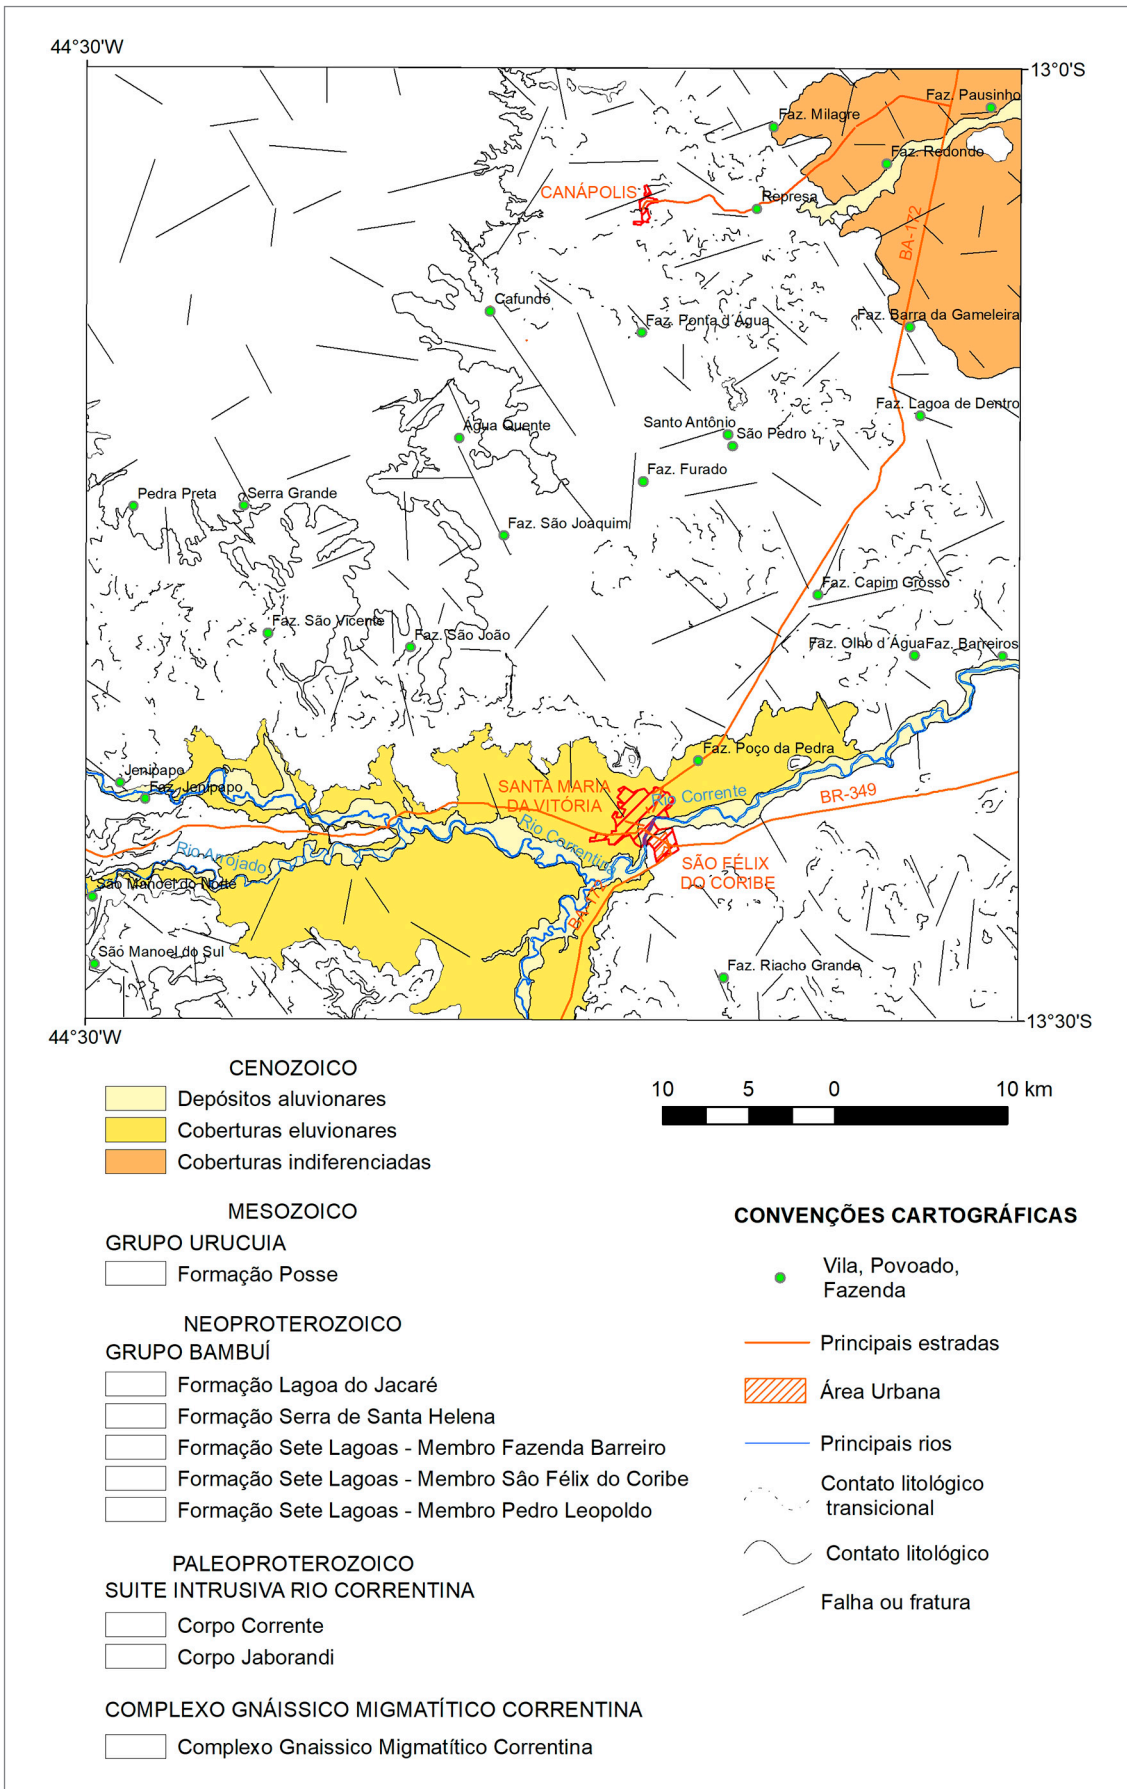 44°30'W
13°0'S
Faz. Pausinho
Faz. Milagre
Faz. Redondo
CANÁPOLIS
Represa
BA-172
Cafundó
Faz. Ponta d´Água
Faz. Barra da Gameleira
Faz. Lagoa de Dentro
Santo Antônio
Água Quente
São Pedro
Faz. Furado
Pedra Preta
Serra Grande
Faz. São Joaquim
Faz. Capim Grosso
Faz. São Vicente
Faz. São João
Faz. Olho d´Água
Faz. Barreiros
Faz. Poço da Pedra
Jenipapo
Faz. Jenipapo
SANTA MARIA
DA VITÓRIA
Rio Corrente
BR-349
Rio Correntina
Rio Arrojado
SÃO FÉLIX
DO CORIBE
São Manoel do Norte
BA-172
São Manoel do Sul
Faz. Riacho Grande
44°30'W
13°30'S
CENOZOICO
Depósitos aluvionares
Coberturas eluvionares
Coberturas indiferenciadas
10 5 0 10 km
MESOZOICO
GRUPO URUCUIA
Formação Posse
NEOPROTEROZOICO
GRUPO BAMBUÍ
Formação Lagoa do Jacaré
Formação Serra de Santa Helena
Formação Sete Lagoas - Membro Fazenda Barreiro
Formação Sete Lagoas - Membro Sâo Félix do Coribe
Formação Sete Lagoas - Membro Pedro Leopoldo
PALEOPROTEROZOICO
SUITE INTRUSIVA RIO CORRENTINA
Corpo Corrente
Corpo Jaborandi
COMPLEXO GNÁISSICO MIGMATÍTICO CORRENTINA
Complexo Gnaissico Migmatítico Correntina
CONVENÇÕES CARTOGRÁFICAS
Vila, Povoado,
Fazenda
Principais estradas
Área Urbana
Principais rios
Contato litológico
transicional
Contato litológico
Falha ou fratura